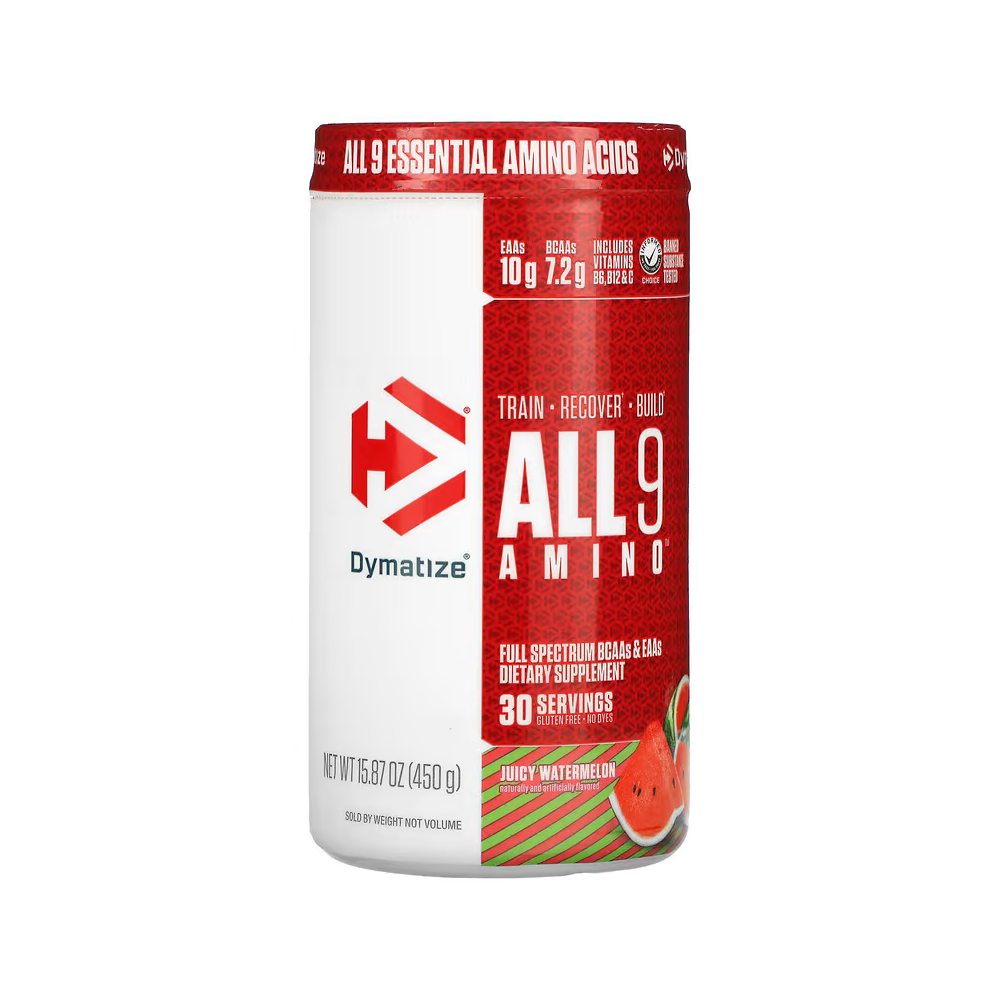 ALL 9 ESSENTIAL AMINO ACIDS
EAAs
10g
BCAAs
7.2g
INCLUDES
VITAMINS
B6, B12 & C
CHOICE
BANNED
SUBSTANCE
TESTED
TRAIN • RECOVER† • BUILD†
ALL 9
AMINO™
Dymatize®
FULL SPECTRUM BCAAs & EAAs
DIETARY SUPPLEMENT
30 SERVINGS
GLUTEN FREE • NO DYES
NET WT 15.87 OZ (450 g)
SOLD BY WEIGHT NOT VOLUME
JUICY WATERMELON
naturally and artificially flavored